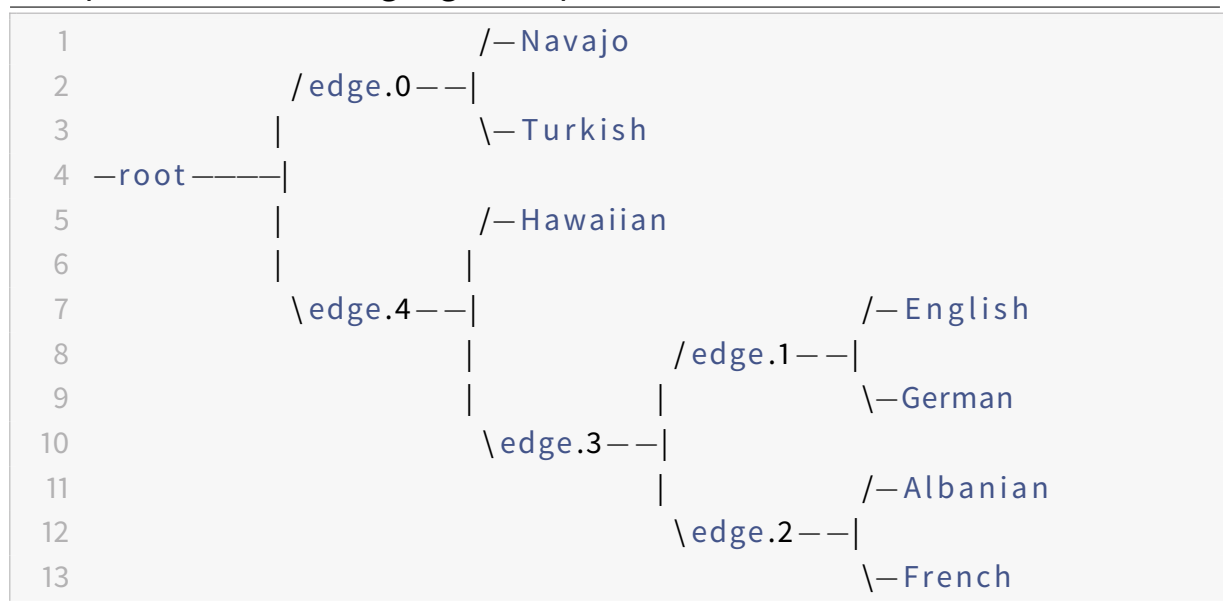 1 /—Navajo
2 /edge.0——|
3 | \—Turkish
4 —root————|
5 | /—Hawaiian
6 | |
7 \edge.4——| /—English
8 | /edge.1——|
9 | | \—German
10 \edge.3——|
11 | /—Albanian
12 \edge.2——|
13 \—French